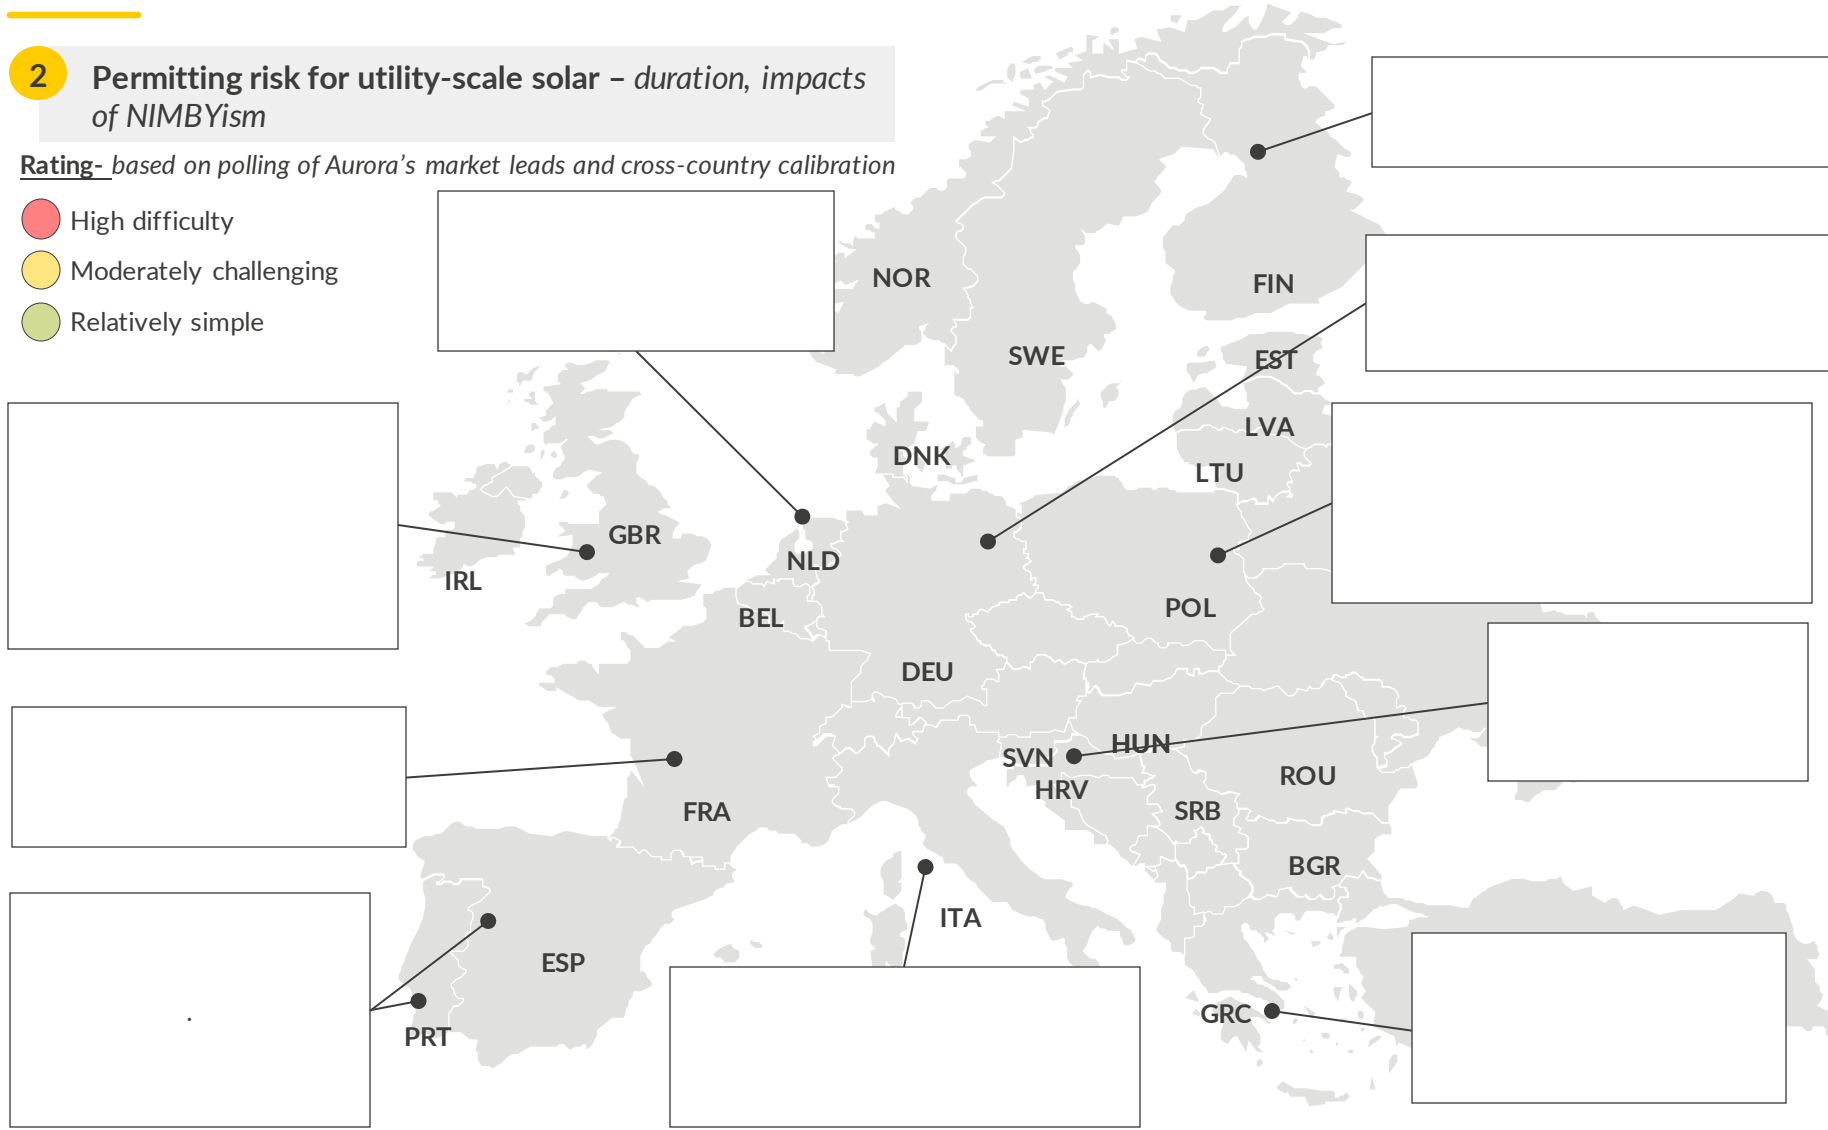 2
Permitting risk for utility-scale solar – duration, impacts
of NIMBYism
Rating- based on polling of Aurora’s market leads and cross-country calibration
High difficulty
Moderately challenging
Relatively simple
NOR
FIN
SWE
EST
LVA
DNK
LTU
GBR
NLD
IRL
POL
BEL
DEU
HUN
SVN
ROU
HRV
SRB
FRA
BGR
ITA
ESP
GRC
.
PRT